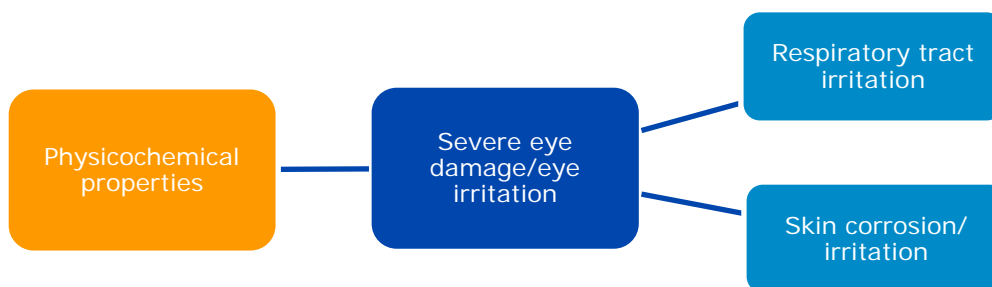 Physicochemical
properties
Severe eye
damage/eye
irritation
Respiratory tract
irritation
Skin corrosion/
irritation